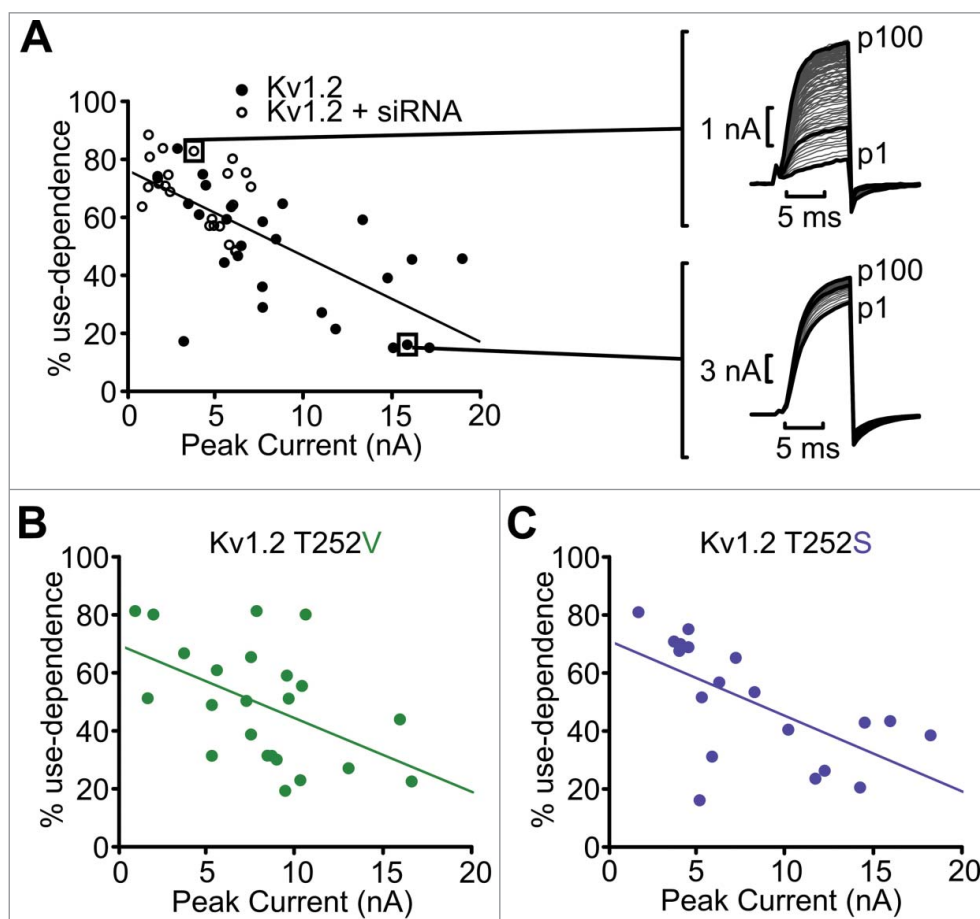 A
Kv1.2
Kv1.2 + siRNA
% use-dependence
100
80
60
40
20
0
0 5 10 15 20
Peak Current (nA)
p100
1 nA
p1
5 ms
p100
p1
3 nA
5 ms
B
Kv1.2 T252V
% use-dependence
100
80
60
40
20
0
0 5 10 15 20
Peak Current (nA)
C
Kv1.2 T252S
% use-dependence
100
80
60
40
20
0
0 5 10 15 20
Peak Current (nA)